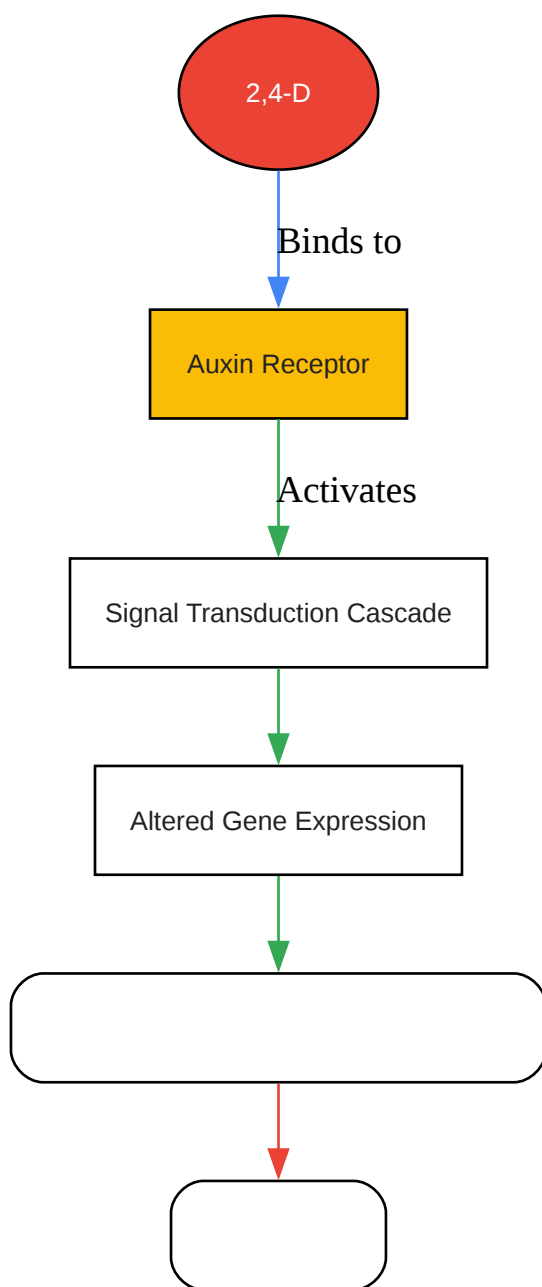 2,4-D
Binds to
Auxin Receptor
Activates
Signal Transduction Cascade
Altered Gene Expression